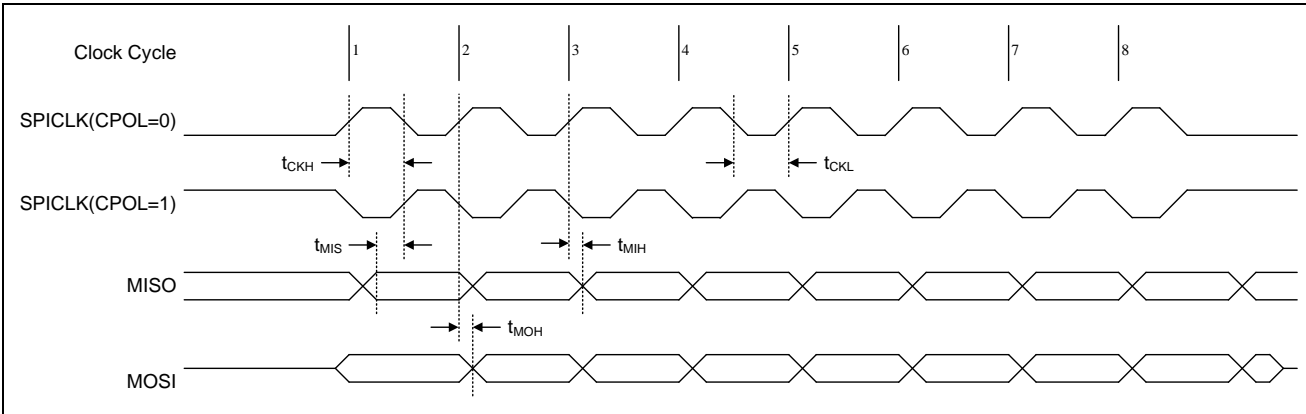 Clock Cycle 1 2 3 4 5 6 7 8
SPICLK(CPOL=0)
tCKH tCKL
SPICLK(CPOL=1)
tMIS tMIH
MISO
tMOH
MOSI